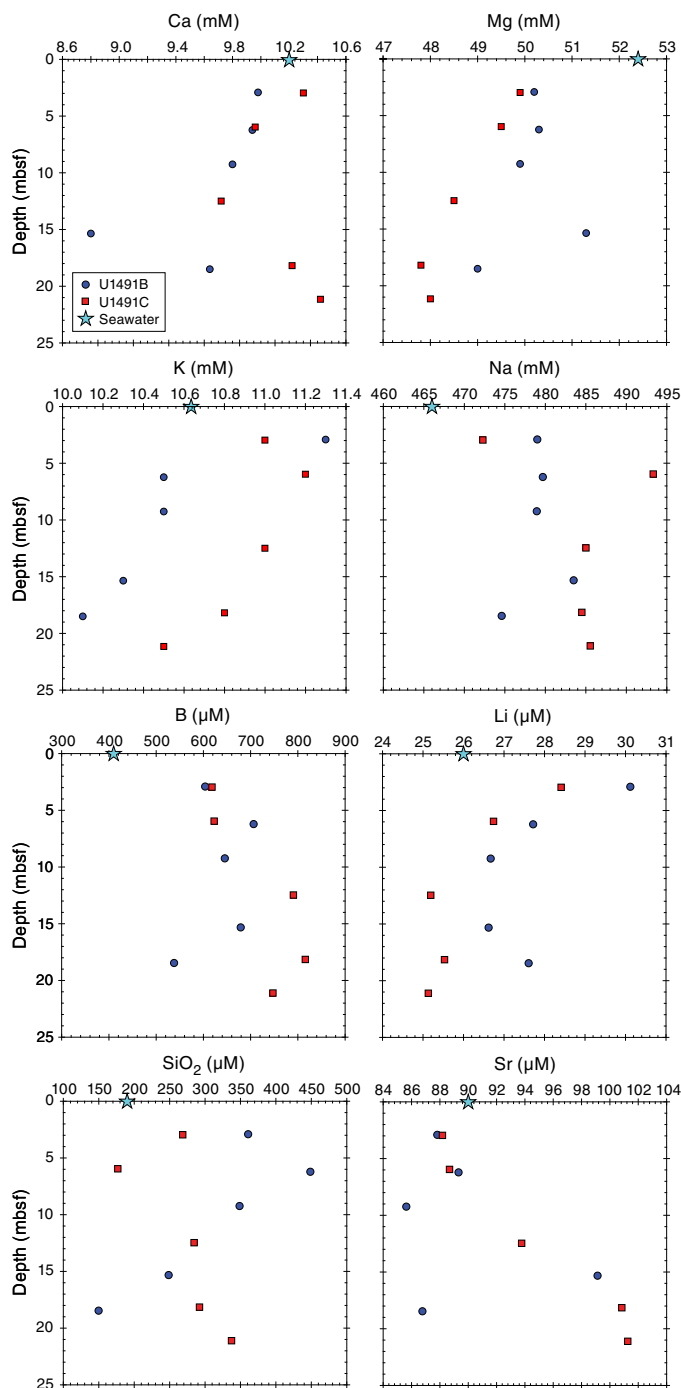 Ca (mM)
8.6 9.0 9.4 9.8 10.2 10.6
Mg (mM)
47 48 49 50 51 52 53
Depth (mbsf)
0
5
10
15
20
25
U1491B
U1491C
Seawater
K (mM)
10.0 10.2 10.5 10.8 11.0 11.2 11.4
Na (mM)
460 465 470 475 480 485 490 495
Depth (mbsf)
0
5
10
15
20
25
B (µM)
300 400 500 600 700 800 900
Li (µM)
24 25 26 27 28 29 30 31
Depth (mbsf)
0
5
10
15
20
25
SiO2 (µM)
100 150 200 250 300 350 400 450 500
Sr (µM)
84 86 88 90 92 94 96 98 100 102 104
Depth (mbsf)
0
5
10
15
20
25